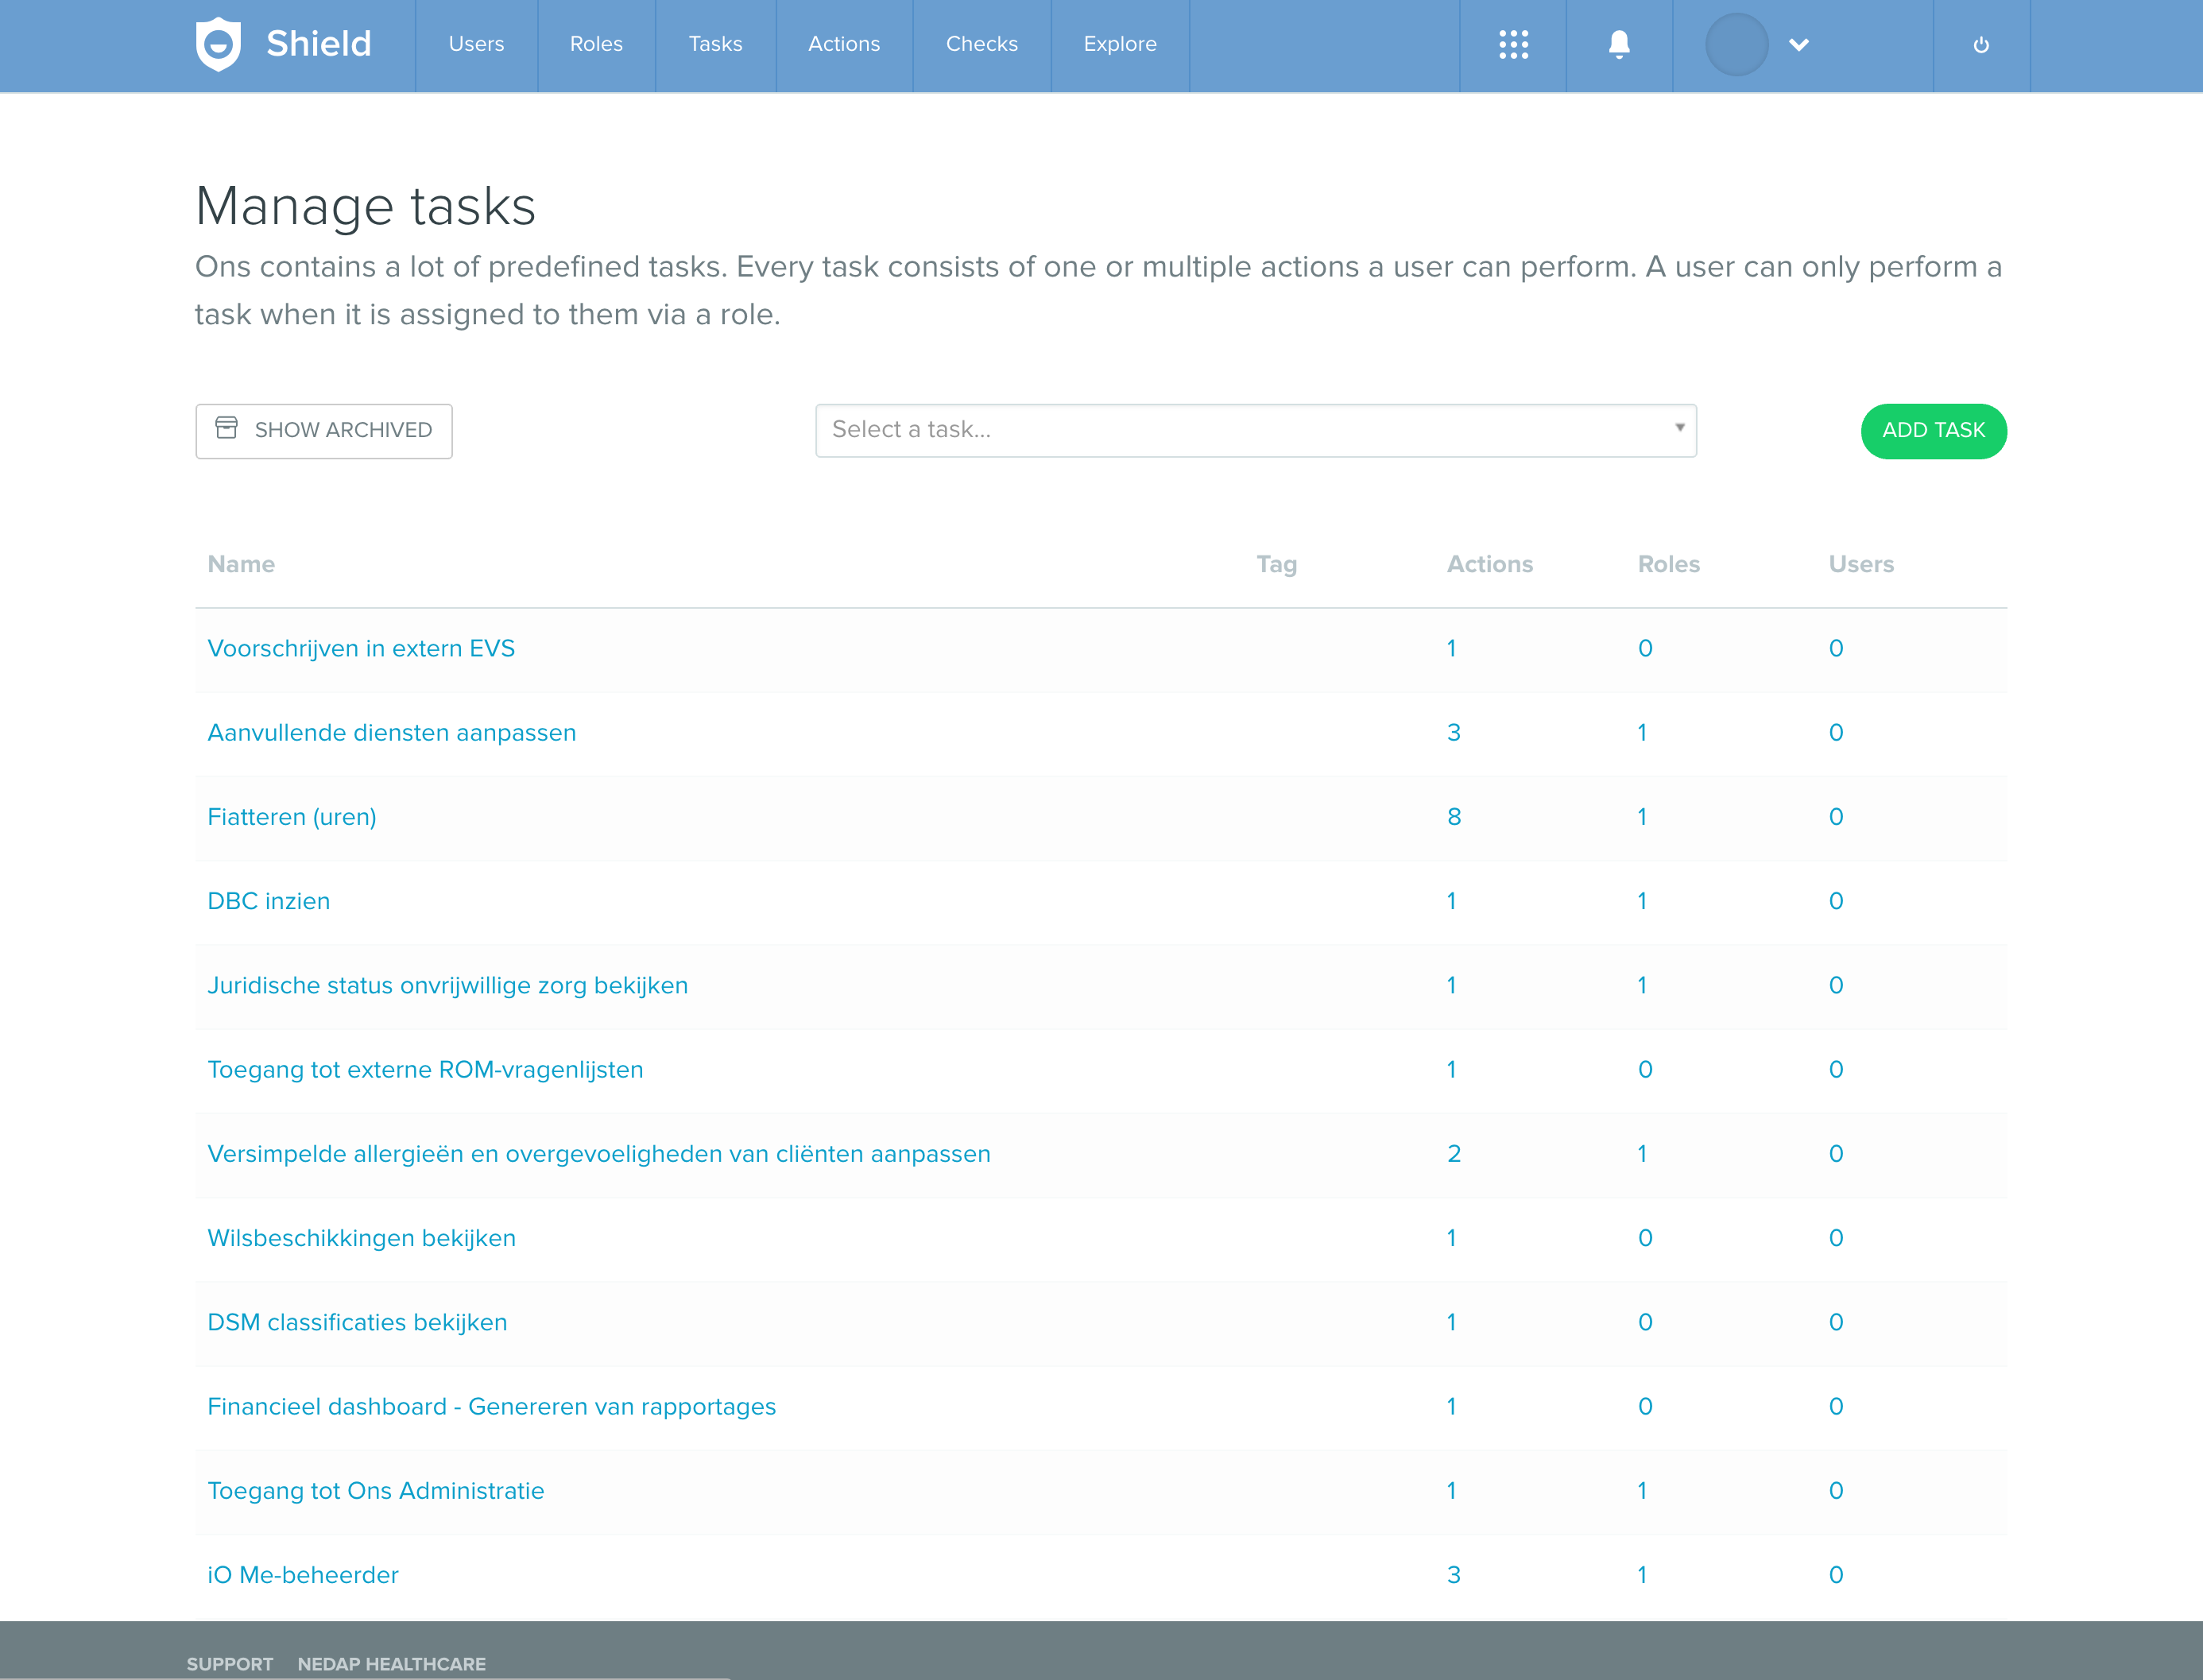 Shield Users Roles Tasks Actions Checks Explore
Manage tasks
Ons contains a lot of predefined tasks. Every task consists of one or multiple actions a user can perform. A user can only perform a
task when it is assigned to them via a role.
SHOW ARCHIVED Select a task... ADD TASK
Name Tag Actions Roles Users
Voorschrijven in extern EVS 1 0 0
Aanvullende diensten aanpassen 3 1 0
Fiatteren (uren) 8 1 0
DBC inzien 1 1 0
Juridische status onvrijwillige zorg bekijken 1 1 0
Toegang tot externe ROM-vragenlijsten 1 0 0
Versimpelde allergieën en overgevoeligheden van cliënten aanpassen 2 1 0
Wilsbeschikkingen bekijken 1 0 0
DSM classificaties bekijken 1 0 0
Financieel dashboard - Genereren van rapportages 1 0 0
Toegang tot Ons Administratie 1 1 0
iO Me-beheerder 3 1 0
SUPPORT NEDAP HEALTHCARE